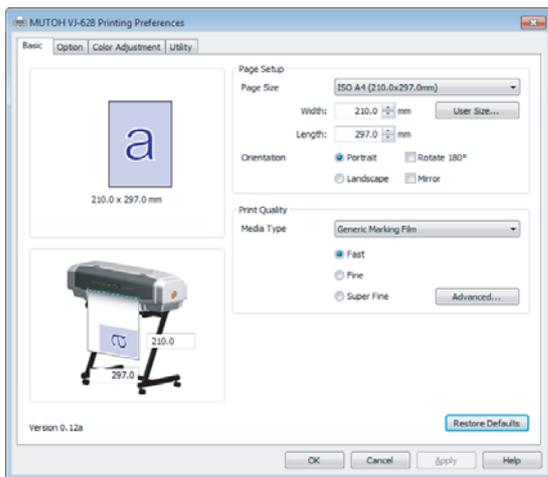 MUTOH VJ-628 Printing Preferences
Basic Option Color Adjustment Utility
a
210.0 x 297.0 mm
a
210.0
297.0
Version 0.12a
Page Setup
Page Size ISO A4 (210.0x297.0mm)
Width: 210.0 mm User Size...
Length: 297.0 mm
Orientation Portrait Rotate 180°
Landscape Mirror
Print Quality
Media Type Generic Marking Film
Fast
Fine
Super Fine Advanced...
Restore Defaults
OK Cancel Apply Help